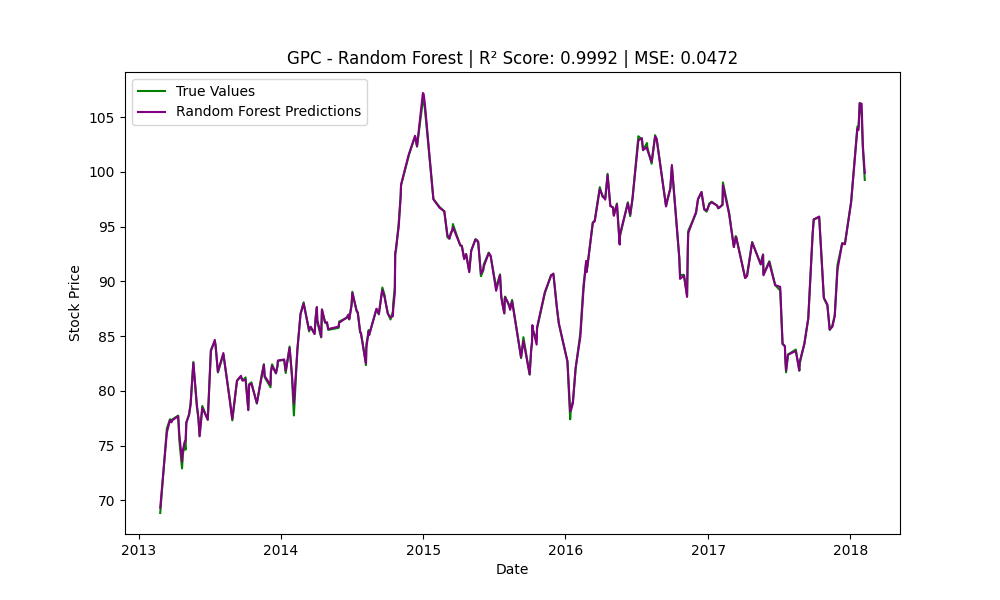 GPC - Random Forest | R² Score: 0.9992 | MSE: 0.0472
True Values
Random Forest Predictions
Stock Price
105
100
95
90
85
80
75
70
2013 2014 2015 2016 2017 2018
Date